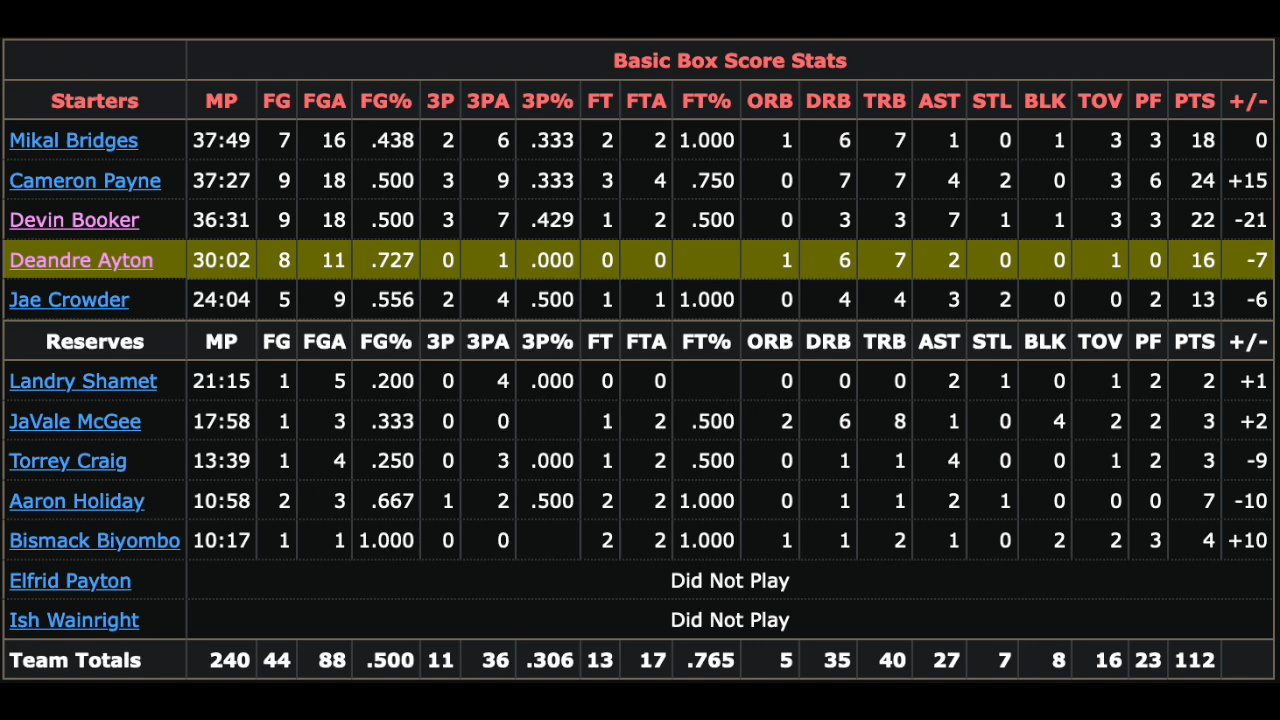 Basic Box Score Stats
Starters MP FG FGA FG% 3P 3PA 3P% FT FTA FT% ORB DRB TRB AST STL BLK TOV PF PTS +/-
Mikal Bridges 37:49 7 16 .438 2 6 .333 2 2 1.000 1 6 7 1 0 1 3 3 18 0
Cameron Payne 37:27 9 18 .500 3 9 .333 3 4 .750 0 7 7 4 2 0 3 6 24 +15
Devin Booker 36:31 9 18 .500 3 7 .429 1 2 .500 0 3 3 7 1 1 3 3 22 -21
Deandre Ayton 30:02 8 11 .727 0 1 .000 0 0 1 6 7 2 0 0 1 0 16 -7
Jae Crowder 24:04 5 9 .556 2 4 .500 1 1 1.000 0 4 4 3 2 0 0 2 13 -6
Reserves MP FG FGA FG% 3P 3PA 3P% FT FTA FT% ORB DRB TRB AST STL BLK TOV PF PTS +/-
Landry Shamet 21:15 1 5 .200 0 4 .000 0 0 0 0 0 2 1 0 1 2 2 +1
JaVale McGee 17:58 1 3 .333 0 0 1 2 .500 2 6 8 1 0 4 2 2 3 +2
Torrey Craig 13:39 1 4 .250 0 3 .000 1 2 .500 0 1 1 4 0 0 1 2 3 -9
Aaron Holiday 10:58 2 3 .667 1 2 .500 2 2 1.000 0 1 1 2 1 0 0 0 7 -10
Bismack Biyombo 10:17 1 1 1.000 0 0 2 2 1.000 1 1 2 1 0 2 2 3 4 +10
Elfrid Payton Did Not Play
Ish Wainright Did Not Play
Team Totals 240 44 88 .500 11 36 .306 13 17 .765 5 35 40 27 7 8 16 23 112